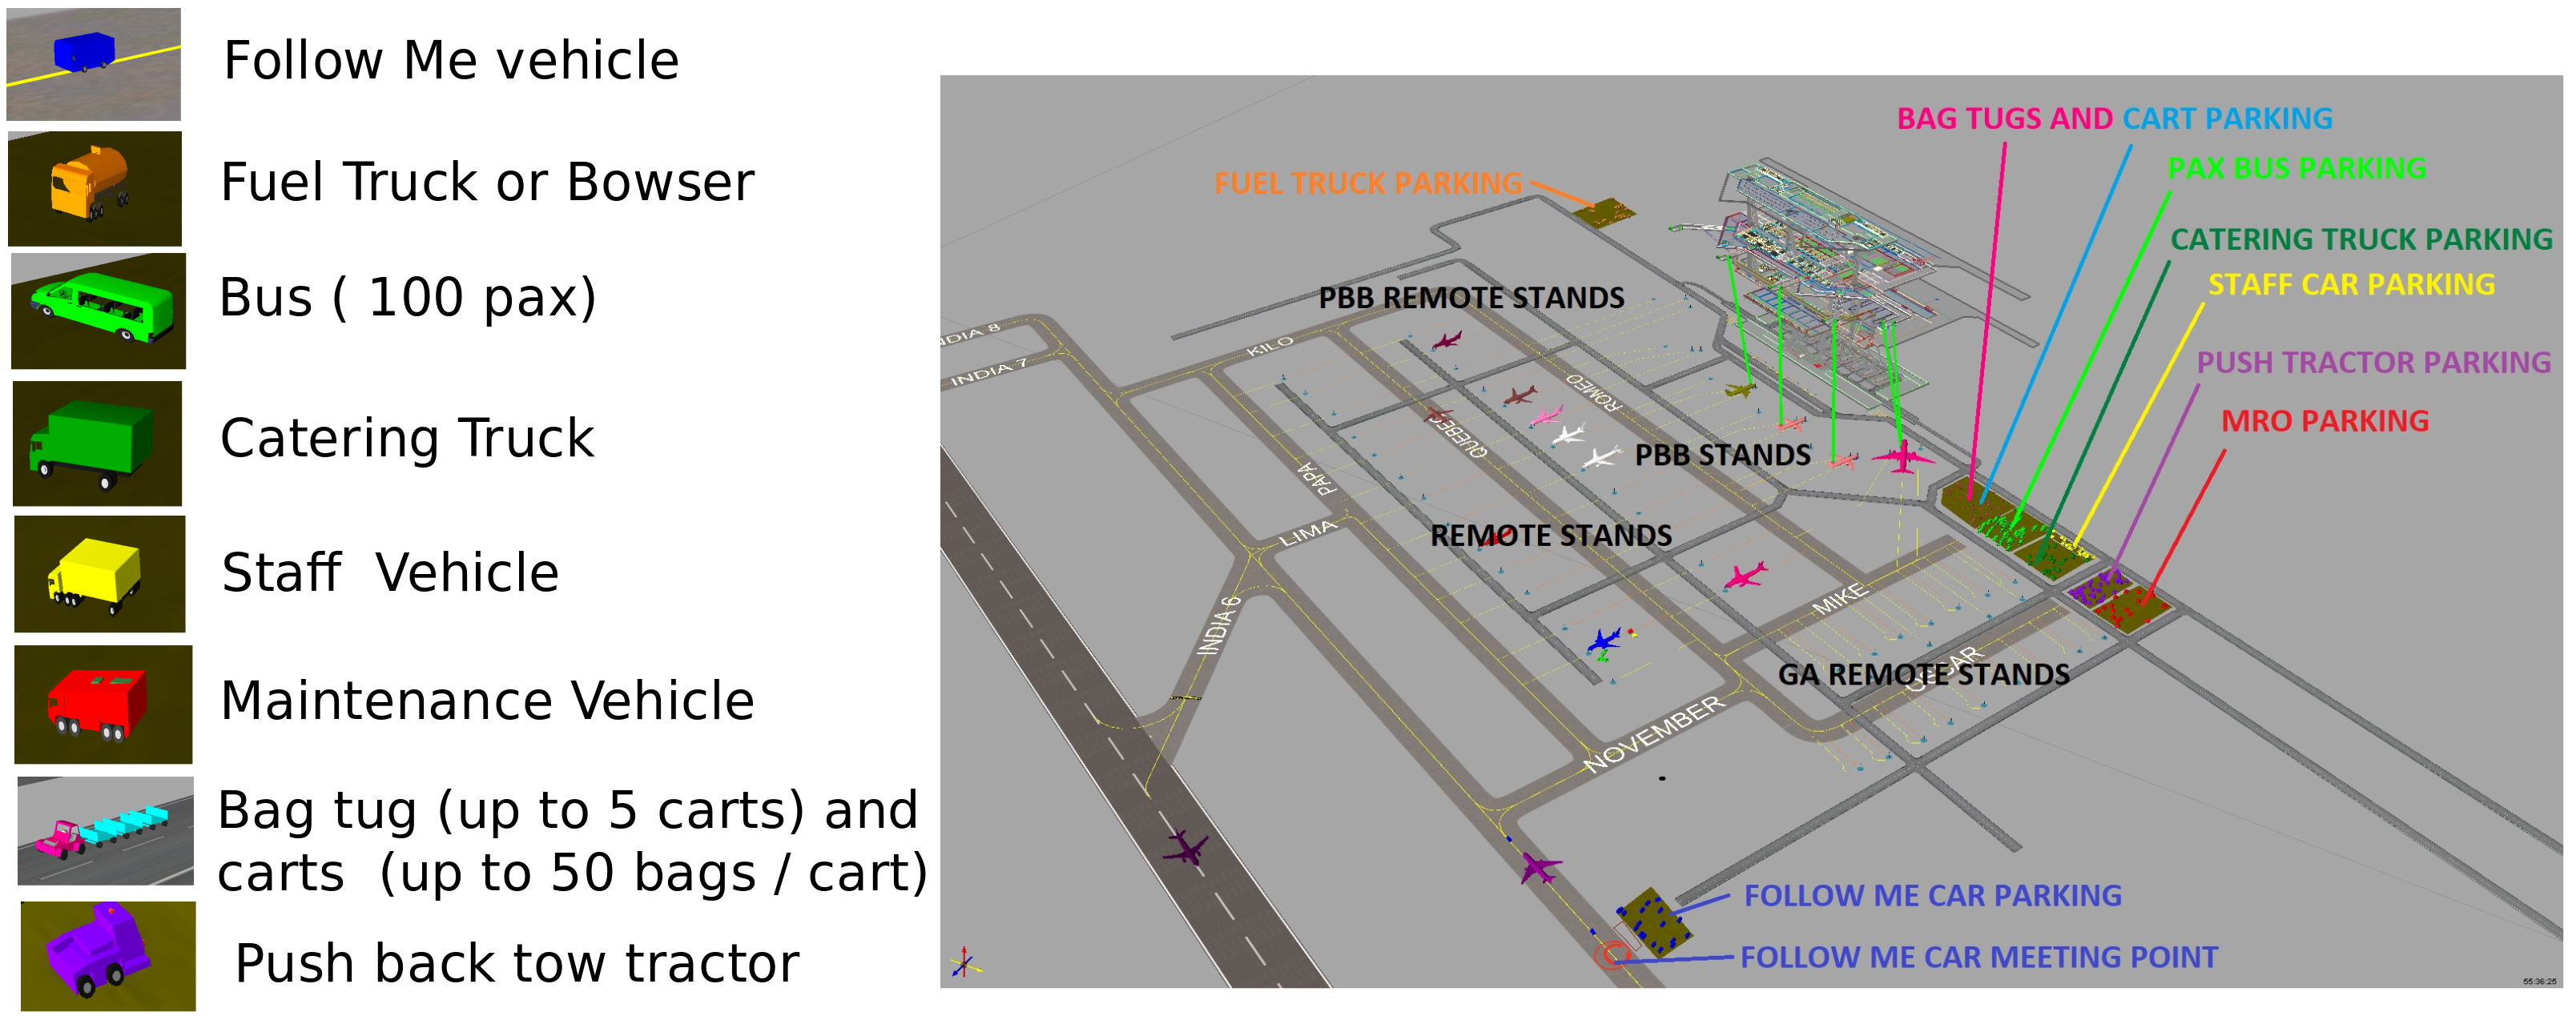 Follow Me vehicle
Fuel Truck or Bowser
Bus ( 100 pax)
Catering Truck
Staff  Vehicle
Maintenance Vehicle
Bag tug (up to 5 carts) and
carts  (up to 50 bags / cart)
Push back tow tractor
BAG TUGS AND CART PARKING
PAX BUS PARKING
FUEL TRUCK PARKING
CATERING TRUCK PARKING
STAFF CAR PARKING
PBB REMOTE STANDS
INDIA 8
KILO
INDIA 7
PUSH TRACTOR PARKING
ROMEO
MRO PARKING
QUEBEC
PBB STANDS
PAPA
LIMA
REMOTE STANDS
MIKE
INDIA 6
OSCAR
GA REMOTE STANDS
NOVEMBER
FOLLOW ME CAR PARKING
FOLLOW ME CAR MEETING POINT
55:36:25